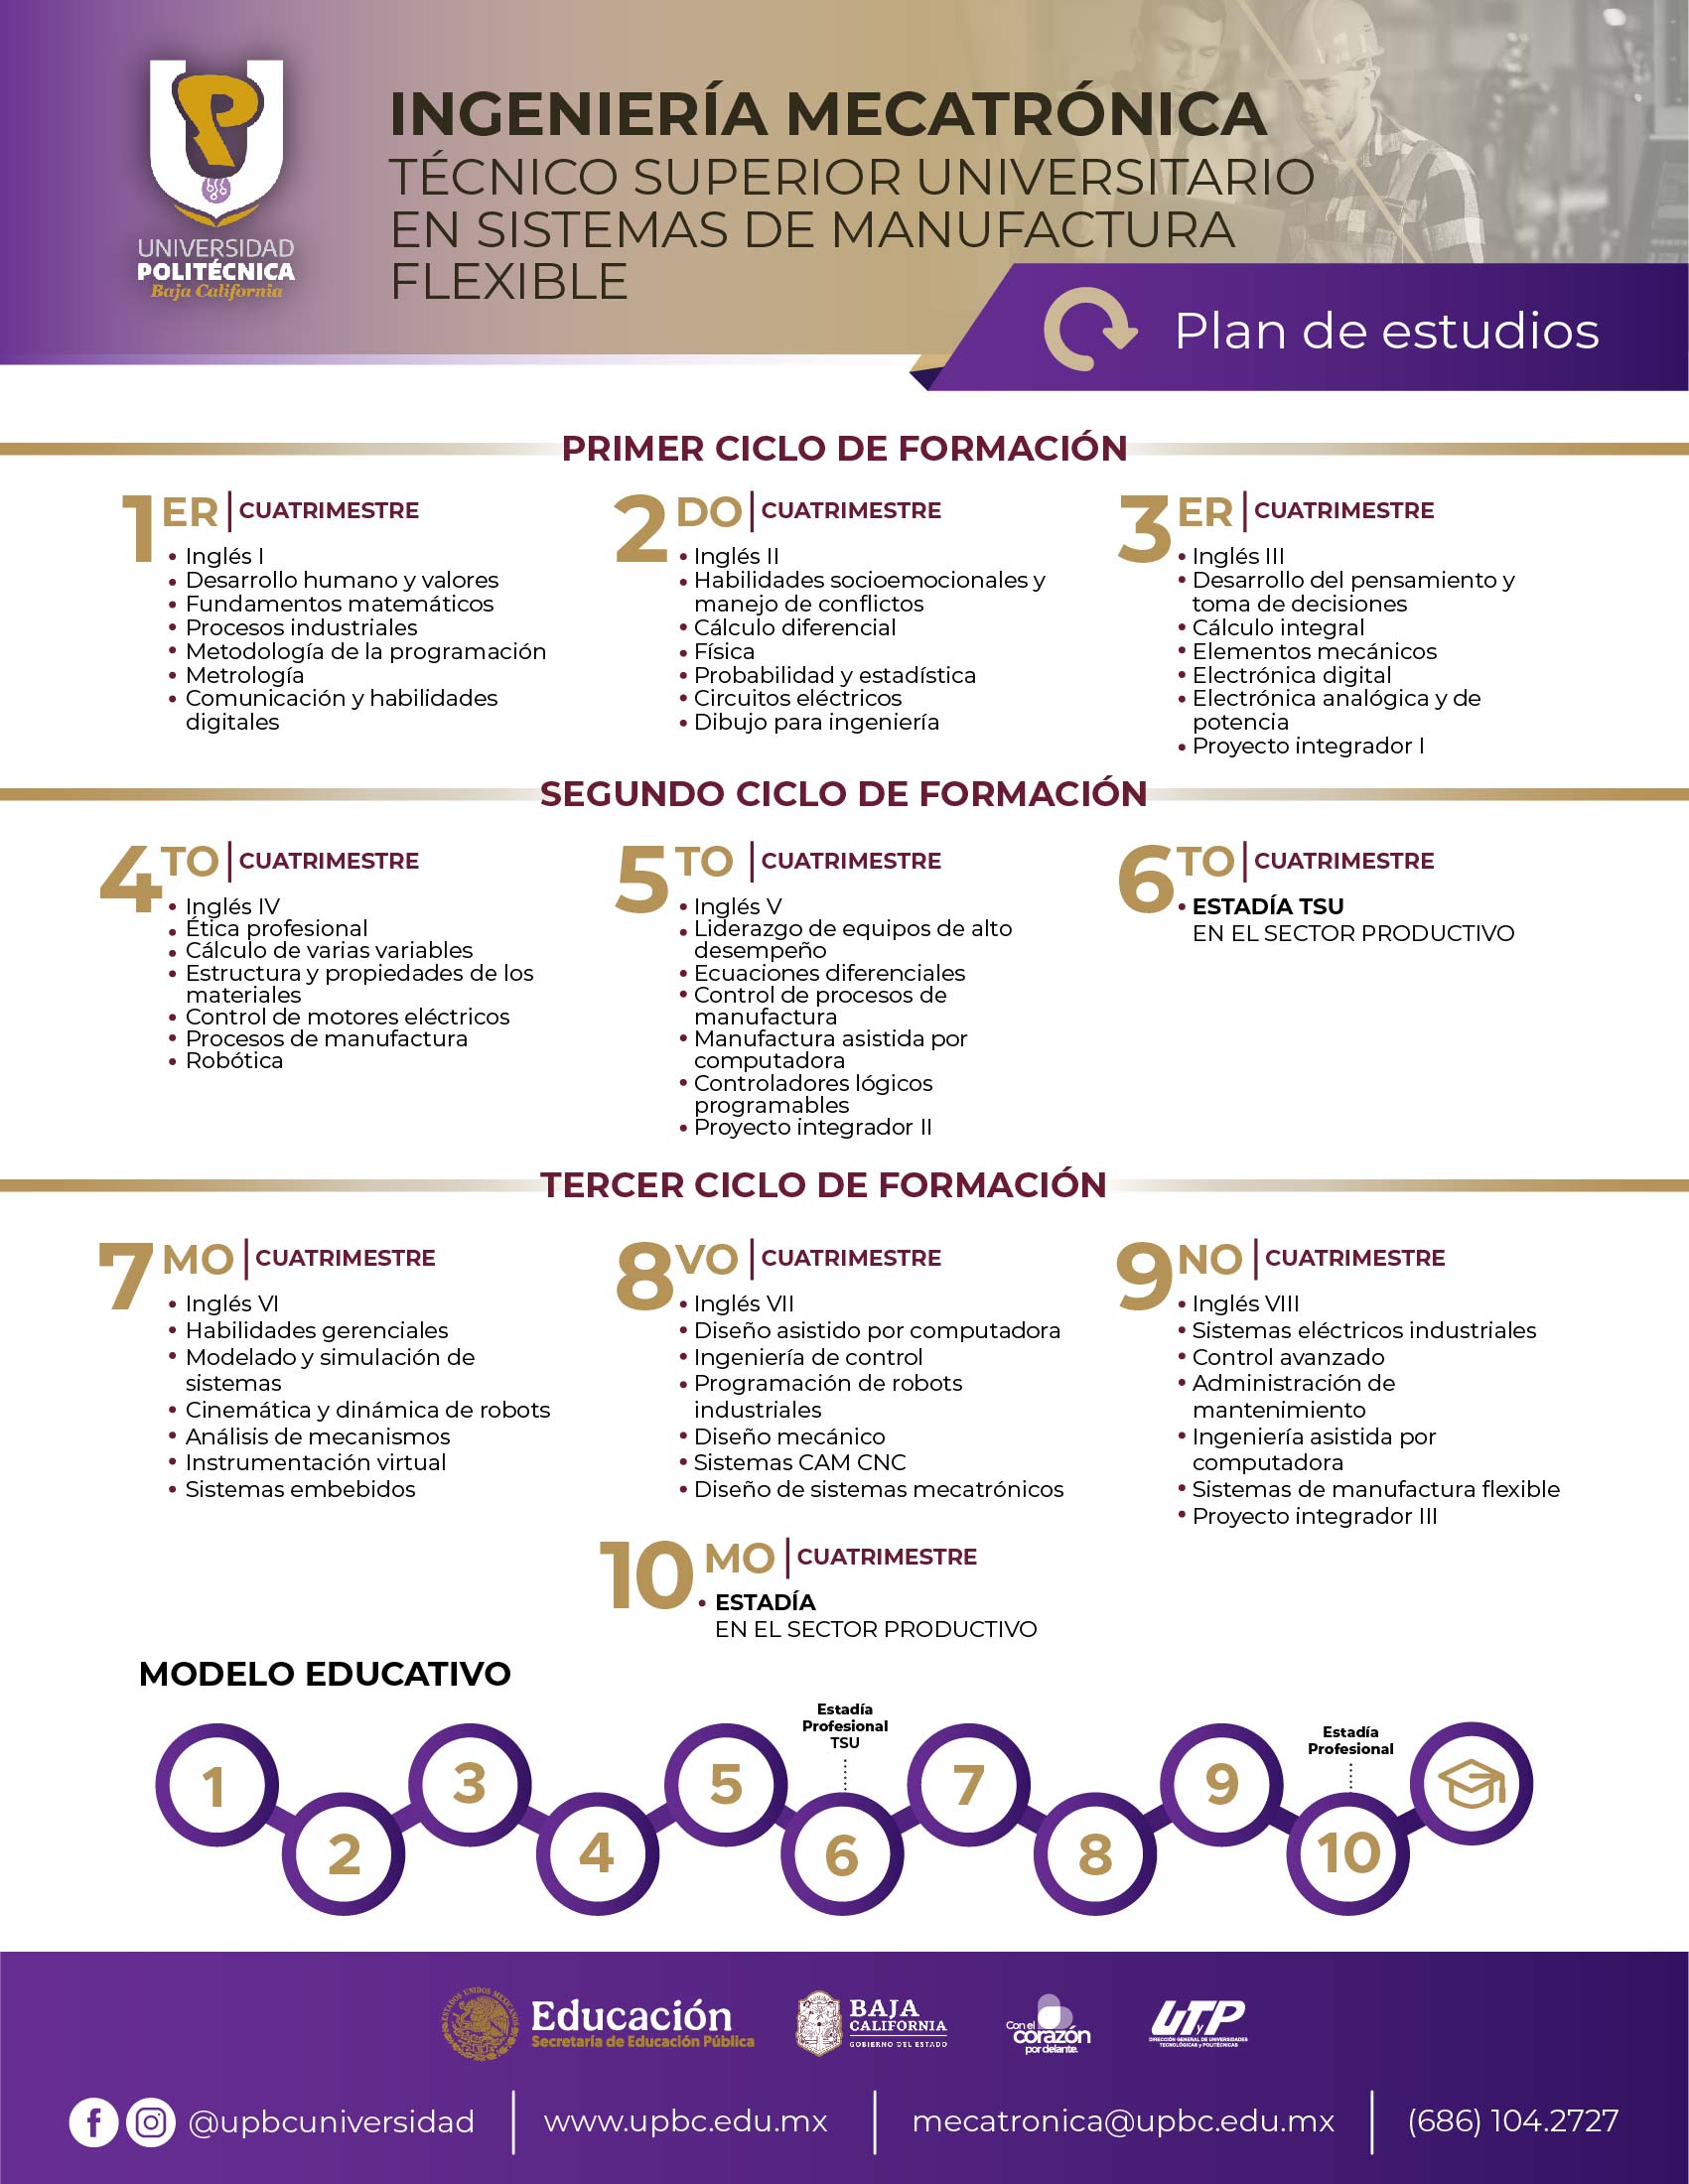 UNIVERSIDAD
POLITÉCNICA
Baja California
INGENIERÍA MECATRÓNICA
TÉCNICO SUPERIOR UNIVERSITARIO
EN SISTEMAS DE MANUFACTURA
FLEXIBLE
Plan de estudios
PRIMER CICLO DE FORMACIÓN
1ER | CUATRIMESTRE
• Inglés I
• Desarrollo humano y valores
• Fundamentos matemáticos
• Procesos industriales
• Metodología de la programación
• Metrología
• Comunicación y habilídades
digitales
2DO | CUATRIMESTRE
• Inglés II
• Habilidades socioemocionales y
manejo de conflictos
• Cálculo diferencial
• Física
• Probabilidad y estadística
• Circuitos eléctricos
• Dibujo para ingeniería
3ER | CUATRIMESTRE
• Inglés III
• Desarrollo del pensamiento y
toma de decisiones
• Cálculo integral
• Elementos mecánicos
• Electrónica digital
• Electrónica analógica y de
potencia
• Proyecto integrador I
SEGUNDO CICLO DE FORMACIÓN
4TO | CUATRIMESTRE
• Inglés IV
• Ética profesional
• Cálculo de varias variables
• Estructura y propiedades de los
materiales
• Control de motores eléctricos
• Procesos de manufactura
• Robótica
5TO | CUATRIMESTRE
• Inglés V
• Liderazgo de equipos de alto
desempeño
• Ecuaciones diferenciales
• Control de procesos de
manufactura
• Manufactura asistida por
computadora
• Controladores lógicos
programables
• Proyecto integrador II
6TO | CUATRIMESTRE
• ESTADÍA TSU
EN EL SECTOR PRODUCTIVO
TERCER CICLO DE FORMACIÓN
7MO | CUATRIMESTRE
• Inglés VI
• Habilidades gerenciales
• Modelado y simulación de
sistemas
• Cinemática y dinámica de robots
• Análisis de mecanismos
• Instrumentación virtual
• Sistemas embebidos
8VO | CUATRIMESTRE
• Inglés VII
• Diseño asistido por computadora
• Ingeniería de control
• Programación de robots
industriales
• Diseño mecánico
• Sistemas CAM CNC
• Diseño de sistemas mecatrónicos
9NO | CUATRIMESTRE
• Inglés VIII
• Sistemas eléctricos industriales
• Control avanzado
• Administración de
mantenimiento
• Ingeniería asistida por
computadora
• Sistemas de manufactura flexible
• Proyecto integrador III
10MO | CUATRIMESTRE
• ESTADÍA
EN EL SECTOR PRODUCTIVO
MODELO EDUCATIVO
1
2
3
4
5
Estadía
Profesional
TSU
6
7
8
9
Estadía
Profesional
10
ESTADOS UNIDOS MEXICANOS
Educación
Secretaría de Educación Pública
BAJA
CALIFORNIA
GOBIERNO DEL ESTADO
Con el
corazón
por delante.
UTyP
DIRECCIÓN GENERAL DE UNIVERSIDADES
TECNOLÓGICAS y POLITÉCNICAS
@upbcuniversidad
www.upbc.edu.mx
mecatronica@upbc.edu.mx
(686) 104.2727